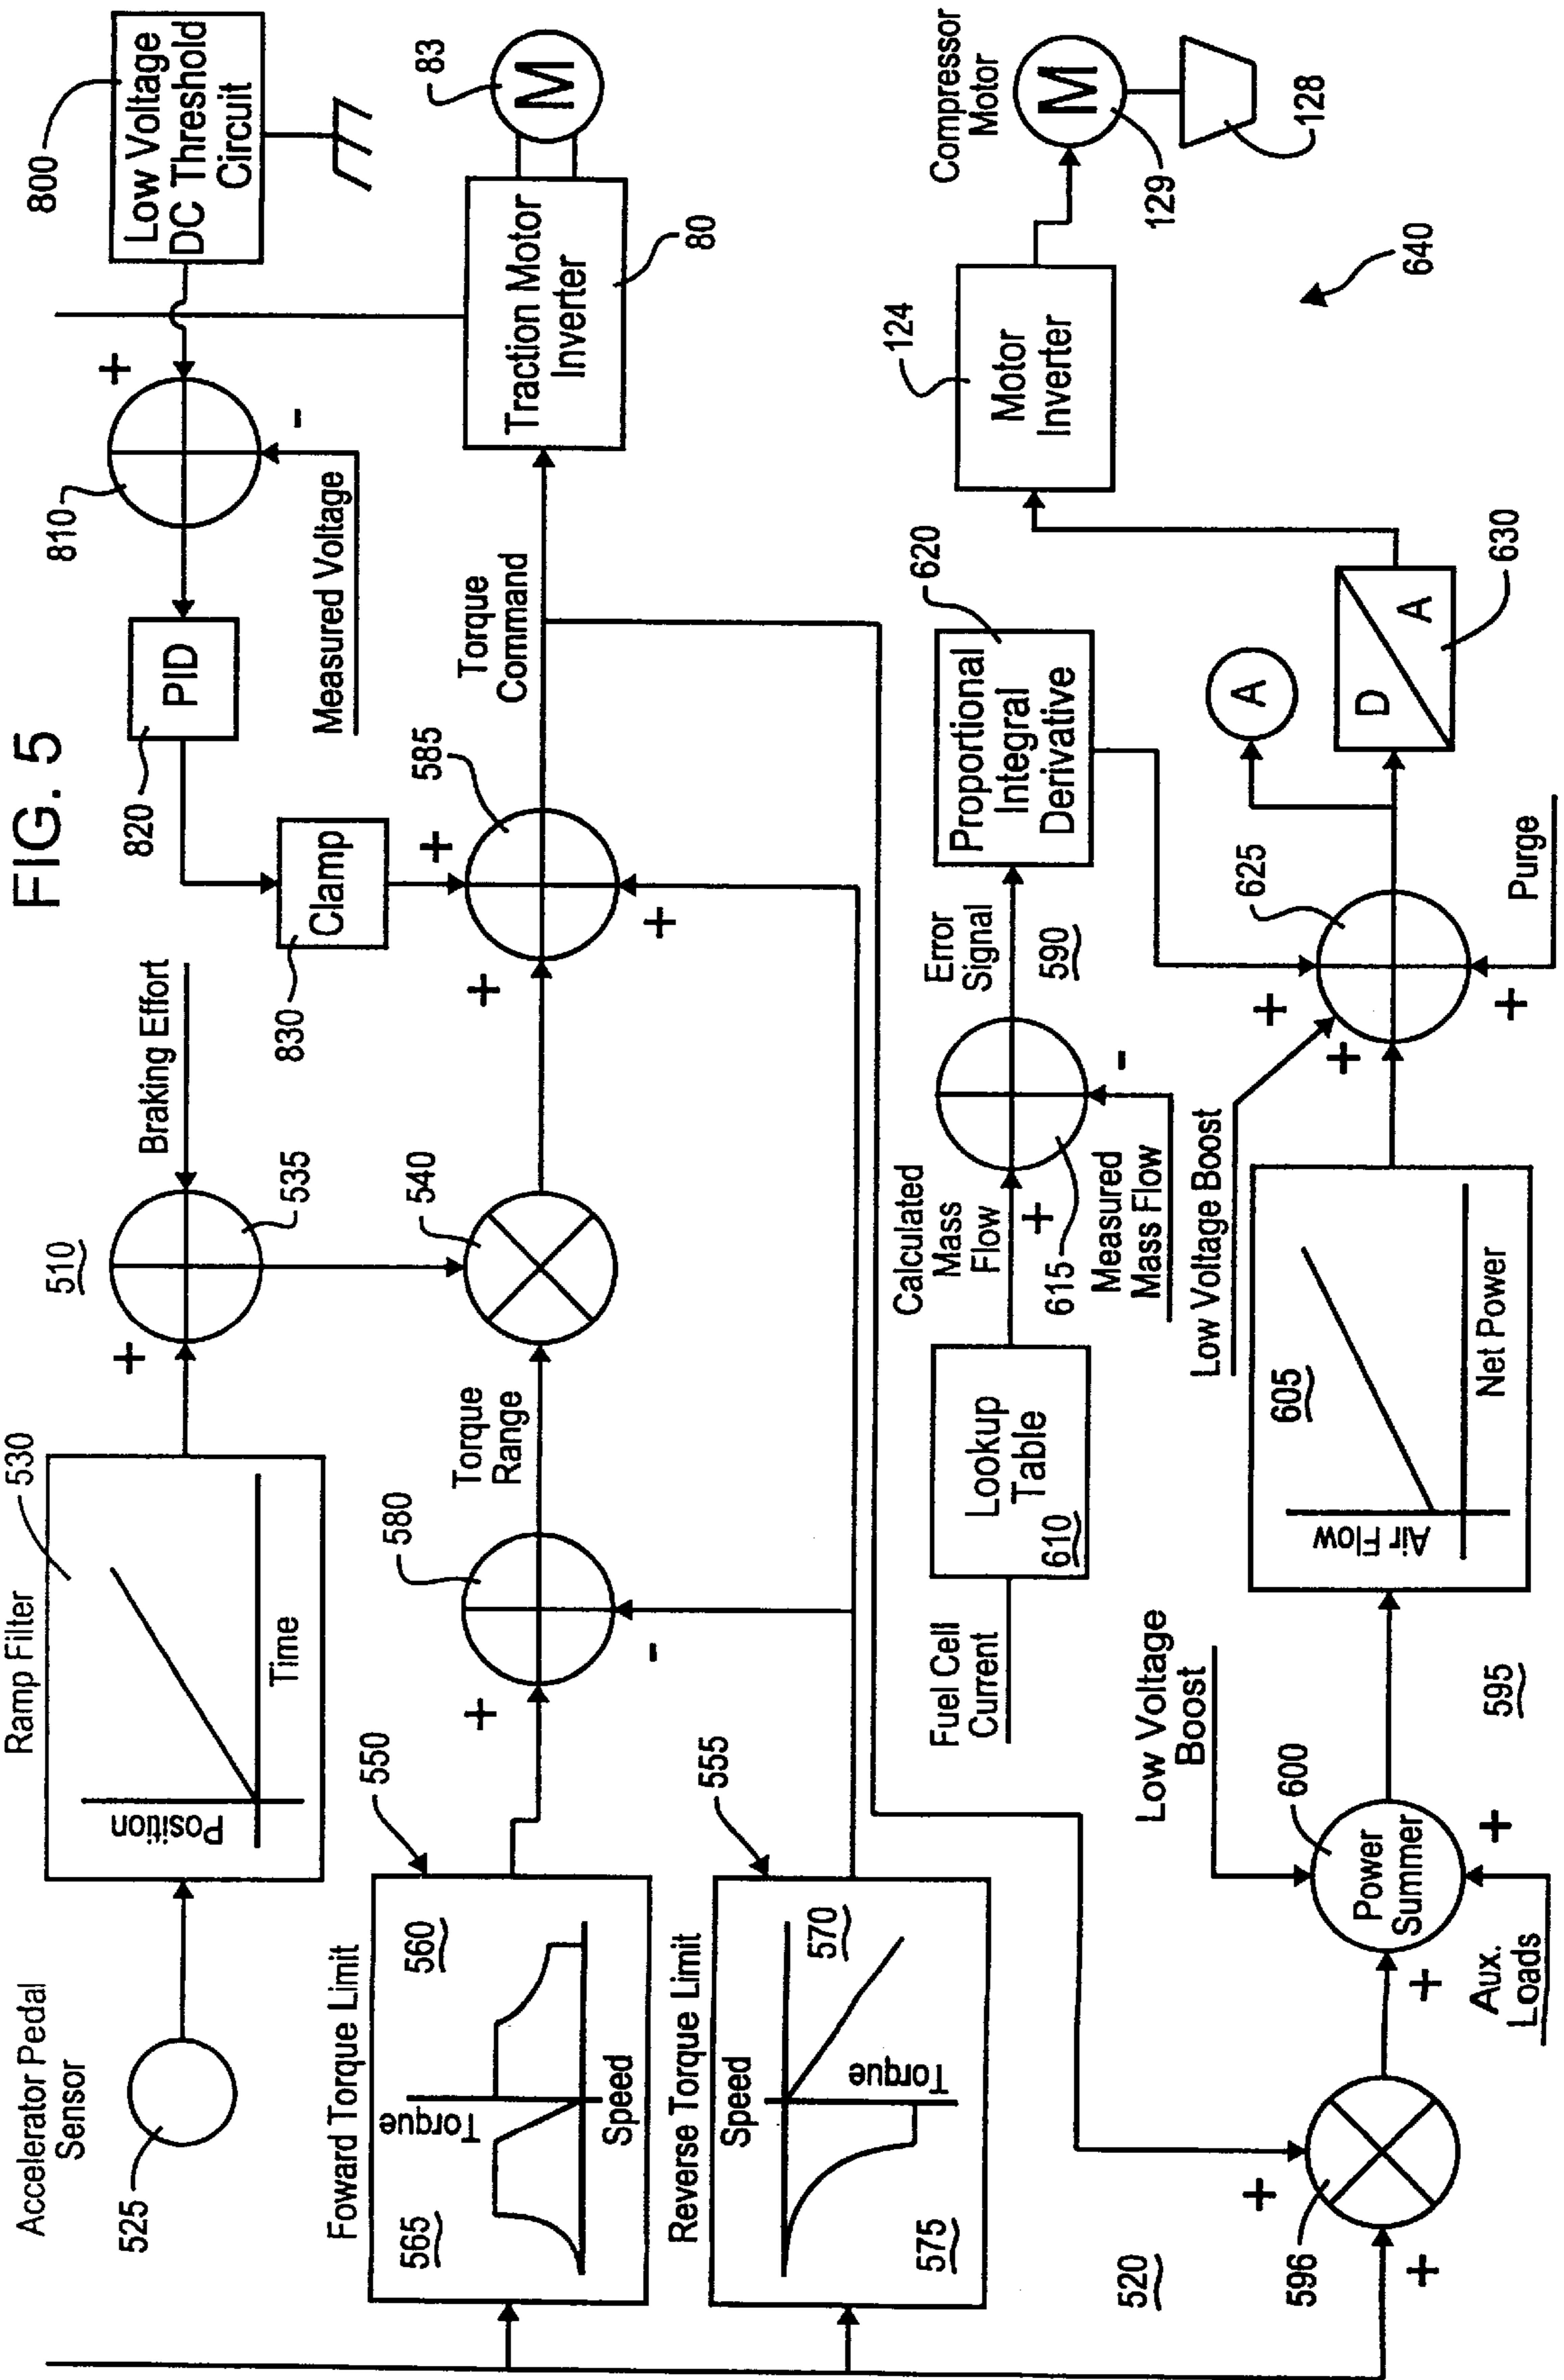 FIG. 5
Accelerator Pedal
Sensor
525
Ramp Filter
530
Position
Time
510
+
Braking Effort
535
540
Foward Torque Limit
550
560
565
Torque
Speed
Reverse Torque Limit
555
570
575
Speed
Torque
520
+
-
580
Torque
Range
+
+
+
585
Torque
Command
Clamp
830
PID
820
810
+
-
Measured Voltage
800
Low Voltage
DC Threshold
Circuit
Traction Motor
Inverter
80
M
83
Fuel Cell
Current
Lookup
Table
610
Calculated
Mass
Flow
+
615
-
Measured
Mass Flow
Error
Signal
590
Proportional
Integral
Derivative
620
+
+
596
+
Power
Summer
600
Low Voltage
Boost
+
Aux.
Loads
595
605
Air Flow
Net Power
Low Voltage Boost
+
+
+
625
Purge
A
D
A
630
Motor
Inverter
124
Compressor
Motor
M
129
128
640